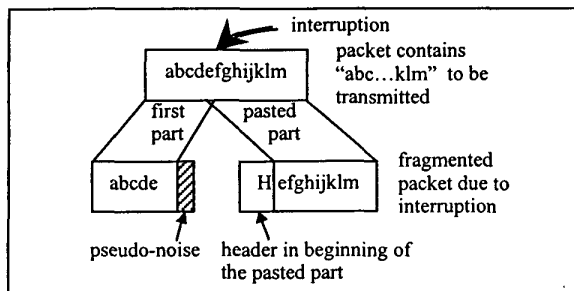 interruption
packet contains
"abc...klm" to be
transmitted
abcdefghijklm
first
part
pasted
part
abcde
H efghijklm
fragmented
packet due to
interruption
pseudo-noise
header in beginning of
the pasted part